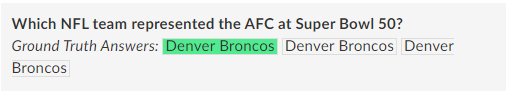 Which NFL team represented the AFC at Super Bowl 50?
Ground Truth Answers: Denver Broncos Denver Broncos Denver
Broncos